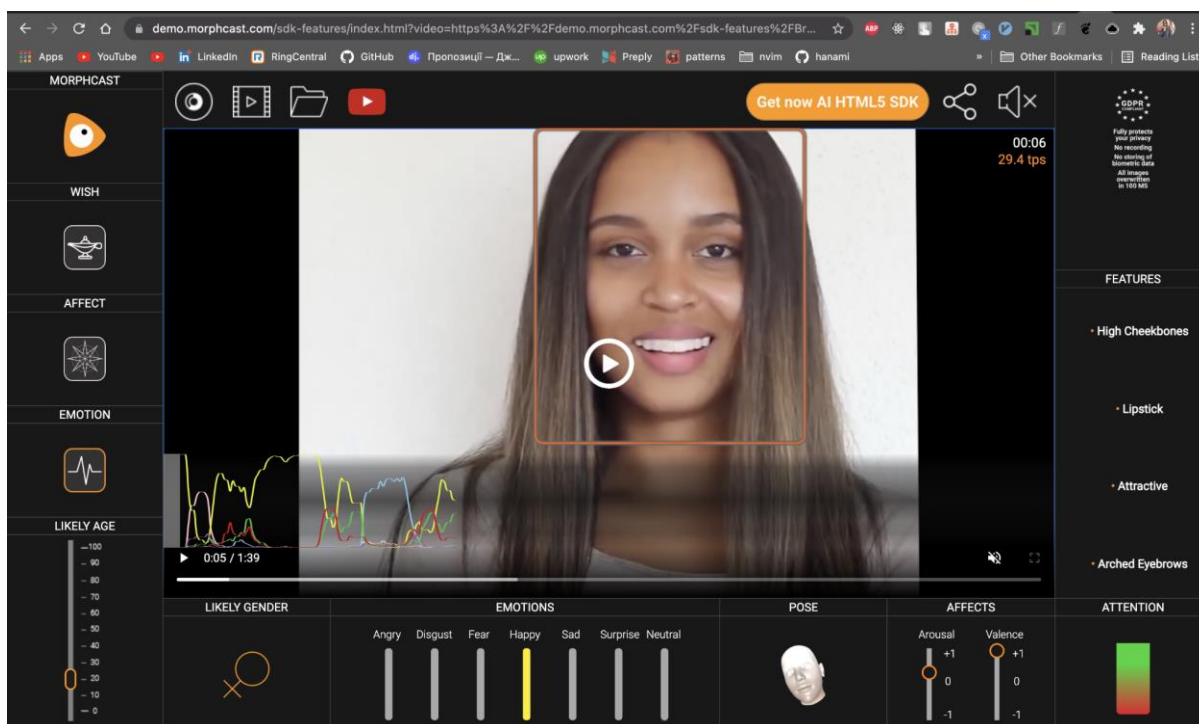 demo.morphcast.com/sdk-features/index.html?video=https%3A%2F%2Fdemo.morphcast.com%2Fsdk-features%2FBr...
ABP
Apps YouTube LinkedIn RingCentral GitHub Пропозиції — Дж... upwork Preply patterns nvim hanami » Other Bookmarks Reading List
MORPHCAST
Get now AI HTML5 SDK
GDPR
COMPLIANT
Fully protects
your privacy
No recording
No storing of
biometric data
All images
overwritten
in 100 MS
00:06
29.4 tps
WISH
AFFECT
FEATURES
• High Cheekbones
EMOTION
• Lipstick
• Attractive
LIKELY AGE
• Arched Eyebrows
0:05 / 1:39
100
90
80
70
60
50
40
30
20
10
0
LIKELY GENDER
EMOTIONS
POSE
AFFECTS
ATTENTION
Angry Disgust Fear Happy Sad Surprise Neutral
Arousal Valence
+1 +1
0 0
-1 -1